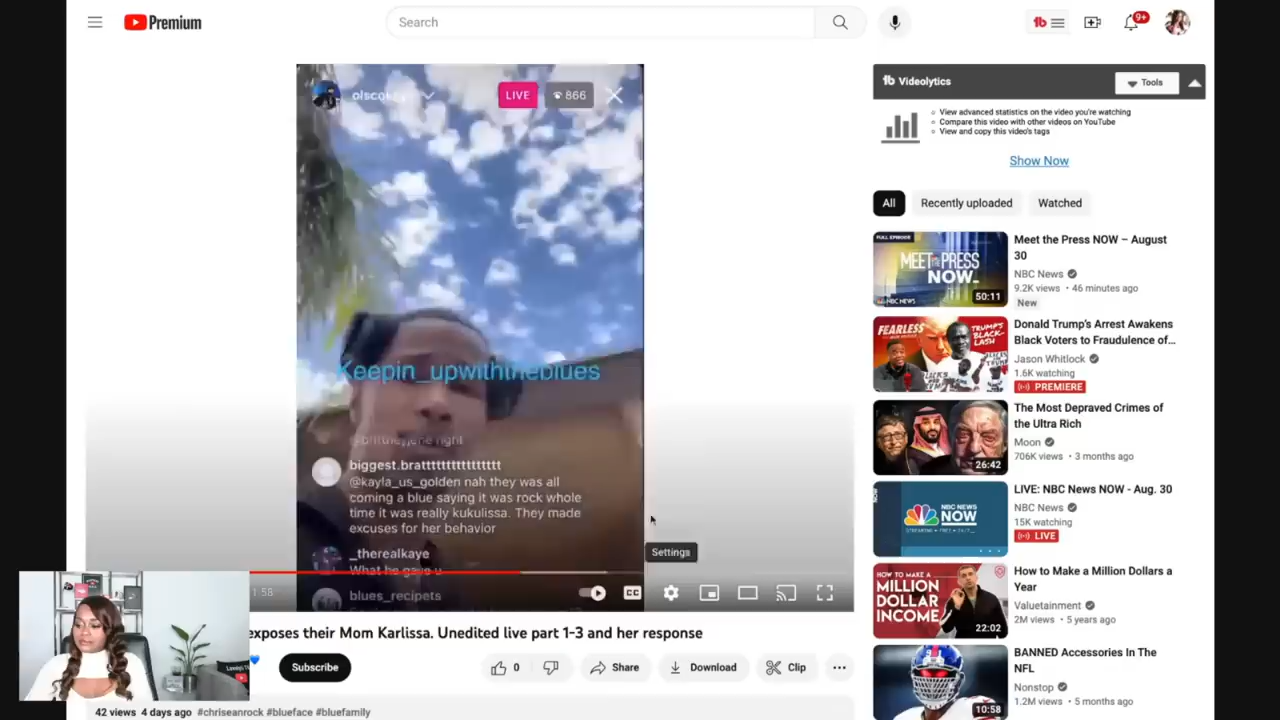 Premium
Search
9+
LIVE
866
Keepin_upwiththeblues
biggest.bratttttttttttttttttt
@kayla_us_golden nah they was all
coming a blue saying it was rock whole
time it was really kukulissa. They made
excuses for her behavior
_therealkaye
What he gave u
blues_recipets
Settings
1:58
CC
exposes their Mom Karlissa. Unedited live part 1-3 and her response
Subscribe
0
Share
Download
Clip
42 views 4 days ago #chriseanrock #blueface #bluefamily
Videolytics
Tools
View advanced statistics on the video you're watching
Compare this video with other videos on YouTube
View and copy this video's tags
Show Now
All
Recently uploaded
Watched
FULL EPISODE
MEET THE PRESS
NOW
50:11
Meet the Press NOW – August
30
NBC News
9.2K views • 46 minutes ago
New
FEARLESS
TRUMP'S
BLACK-
LASH
Donald Trump's Arrest Awakens
Black Voters to Fraudulence of...
Jason Whitlock
1.6K watching
PREMIERE
26:42
The Most Depraved Crimes of
the Ultra Rich
Moon
706K views • 3 months ago
NBC NEWS
NOW
LIVE: NBC News NOW - Aug. 30
NBC News
15K watching
LIVE
HOW TO MAKE A
MILLION
DOLLAR
INCOME
22:02
How to Make a Million Dollars a
Year
Valuetainment
2M views • 5 years ago
10:58
BANNED Accessories In The
NFL
Nonstop
1.2M views • 5 months ago